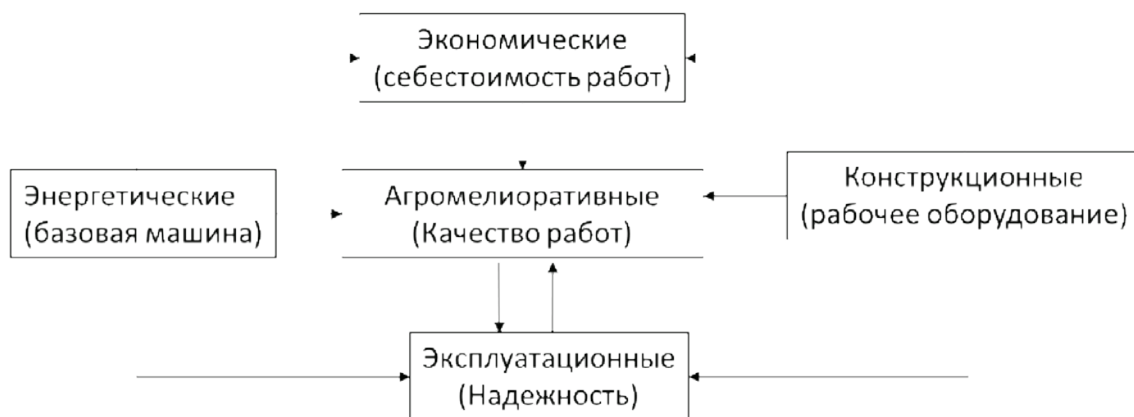 Экономические
(себестоимость работ)
Энергетические
(базовая машина)
Агромелиоративные
(Качество работ)
Конструкционные
(рабочее оборудование)
Эксплуатационные
(Надежность)